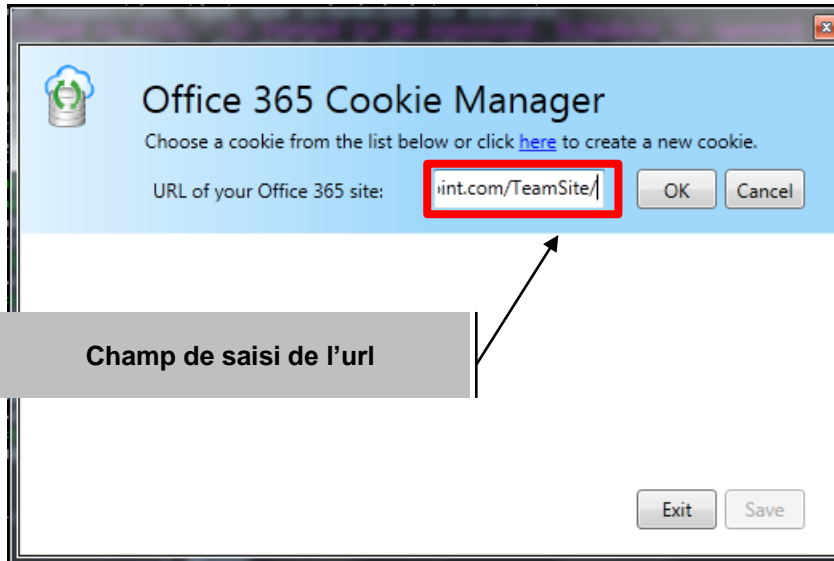 Office 365 Cookie Manager
Choose a cookie from the list below or click here to create a new cookie.
URL of your Office 365 site: oint.com/TeamSite/ OK Cancel
Champ de saisi de l'url
Exit Save